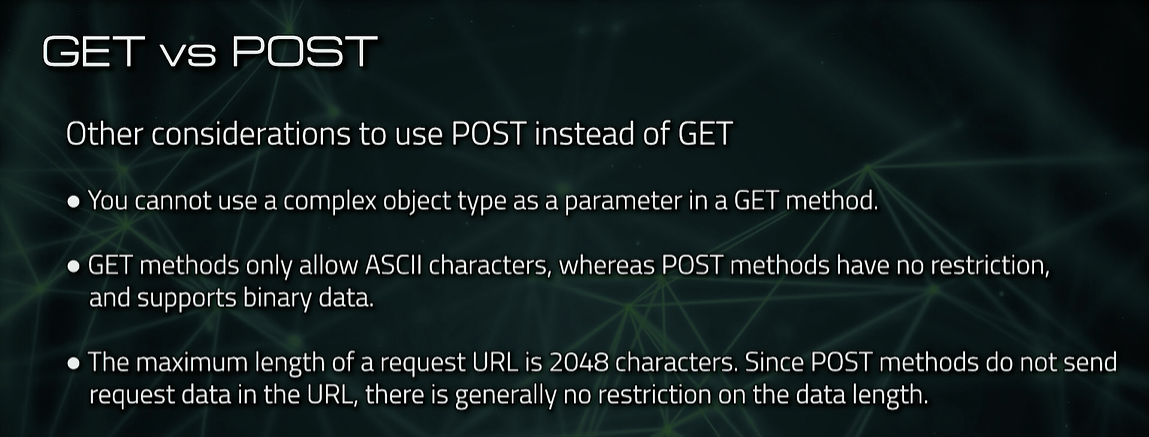 GET vs POST
Other considerations to use POST instead of GET
● You cannot use a complex object type as a parameter in a GET method.
● GET methods only allow ASCII characters, whereas POST methods have no restriction,
and supports binary data.
● The maximum length of a request URL is 2048 characters. Since POST methods do not send
request data in the URL, there is generally no restriction on the data length.